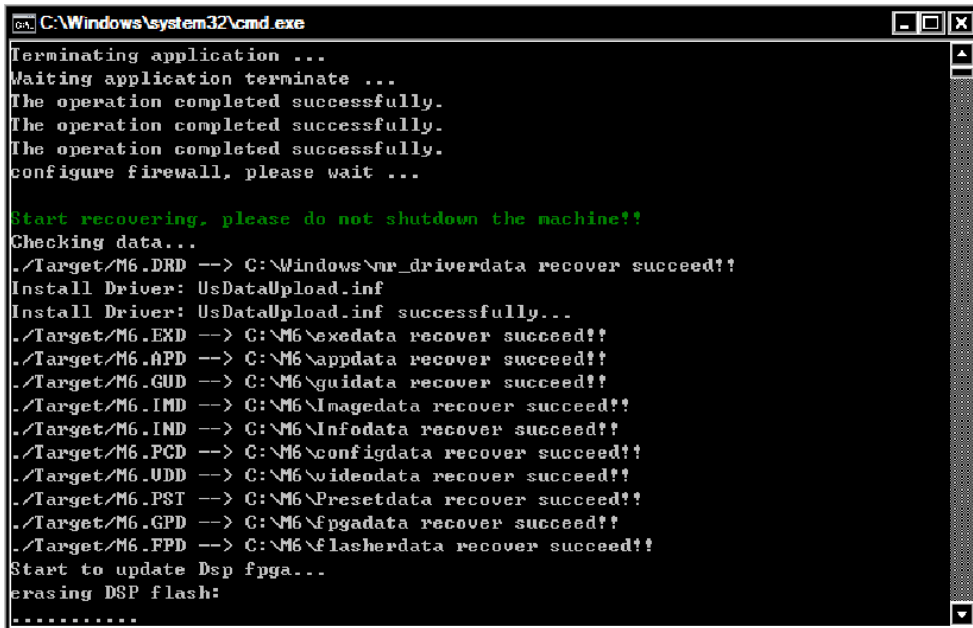 C:\Windows\system32\cmd.exe
Terminating application ...
Waiting application terminate ...
The operation completed successfully.
The operation completed successfully.
The operation completed successfully.
configure firewall, please wait ...
Start recovering, please do not shutdown the machine!!
Checking data...
./Target/M6.DRD --> C:\Windows\mr_driverdata recover succeed!!
Install Driver: UsDataUpload.inf
Install Driver: UsDataUpload.inf successfully...
./Target/M6.EXD --> C:\M6\exedata recover succeed!!
./Target/M6.APD --> C:\M6\appdata recover succeed!!
./Target/M6.GUD --> C:\M6\guidata recover succeed!!
./Target/M6.IMD --> C:\M6\Imagedata recover succeed!!
./Target/M6.IND --> C:\M6\Infodata recover succeed!!
./Target/M6.PCD --> C:\M6\configdata recover succeed!!
./Target/M6.VDD --> C:\M6\videodata recover succeed!!
./Target/M6.PST --> C:\M6\Presetdata recover succeed!!
./Target/M6.GPD --> C:\M6\fpgadata recover succeed!!
./Target/M6.FPD --> C:\M6\flasherdata recover succeed!!
Start to update Dsp fpga...
erasing DSP flash:
...........